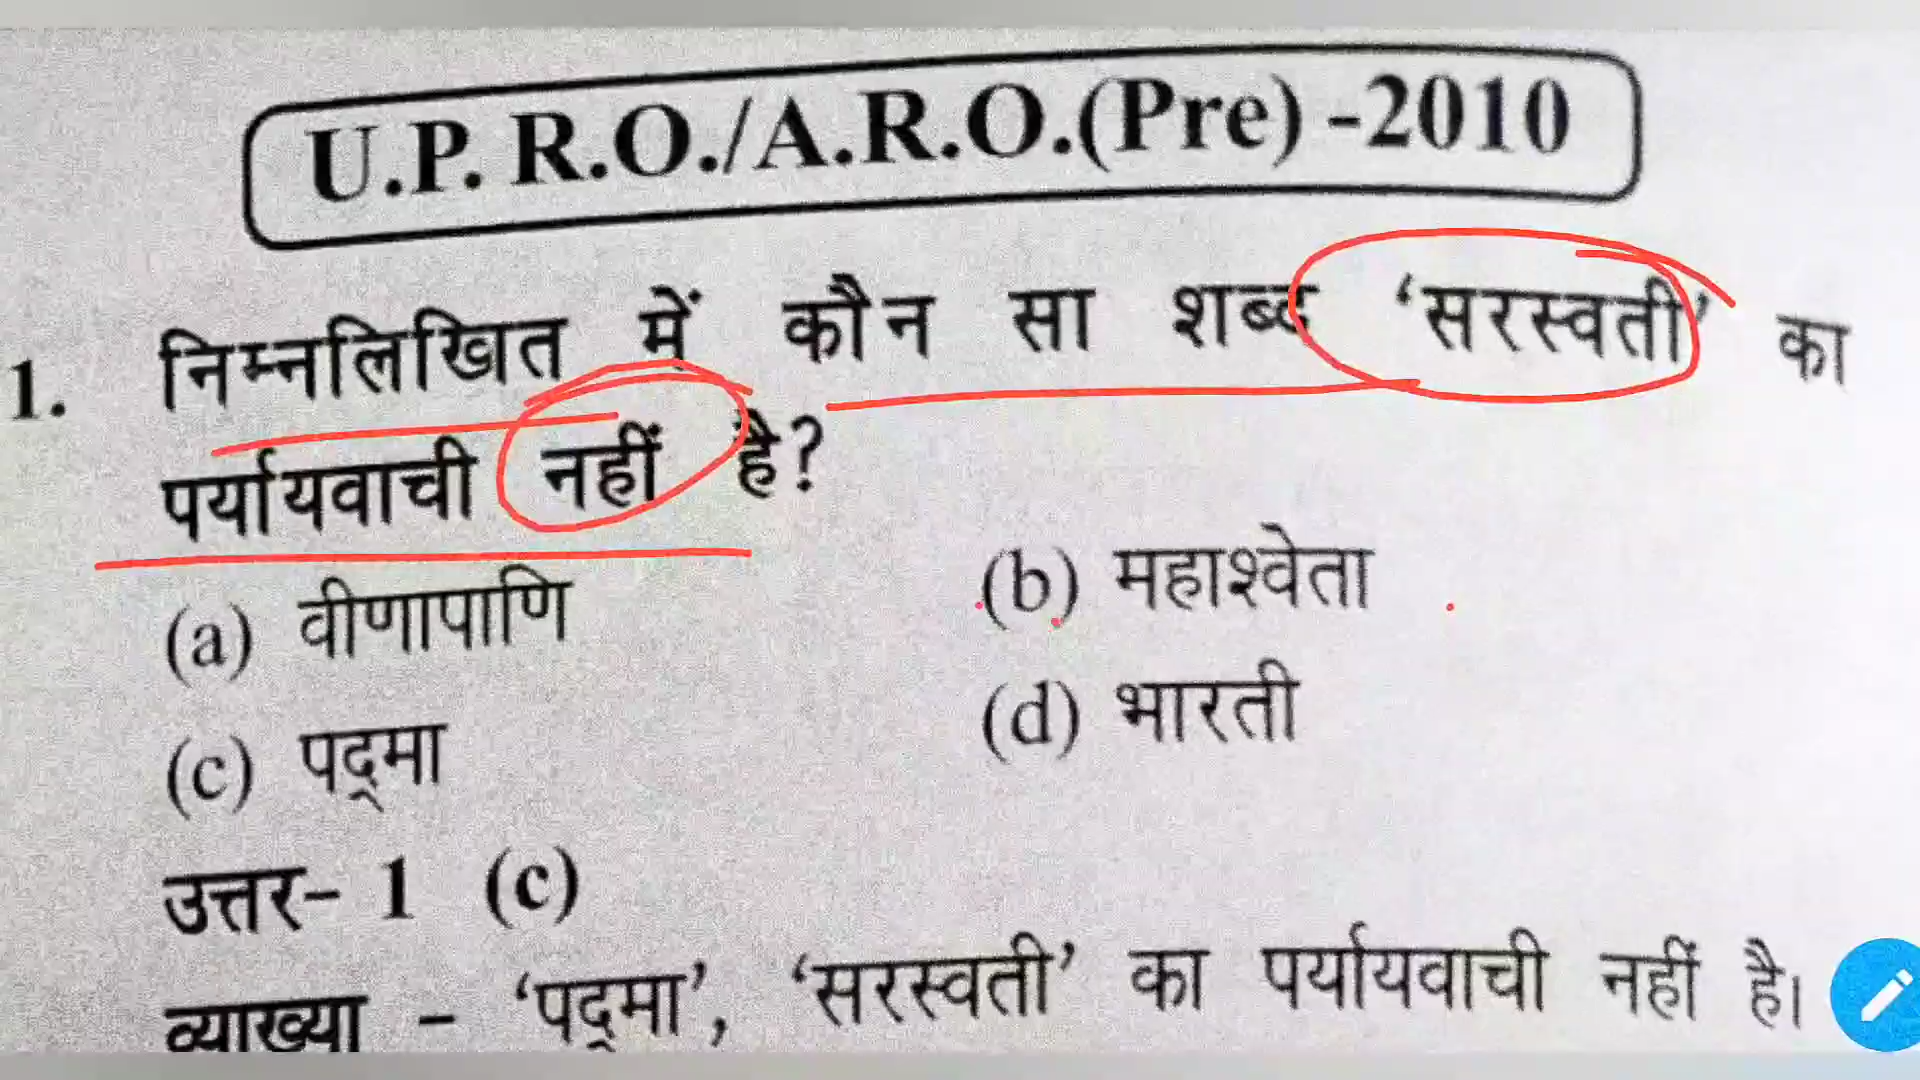 U.P. R.O./A.R.O.(Pre) -2010
1. निम्नलिखित में कौन सा शब्द ‘सरस्वती’ का
पर्यायवाची नहीं है?
(a) वीणापाणि (b) महाश्वेता
(c) पद्‌मा (d) भारती
उत्तर– 1 (c)
व्याख्या – ‘पद्‌मा’, ‘सरस्वती’ का पर्यायवाची नहीं है।